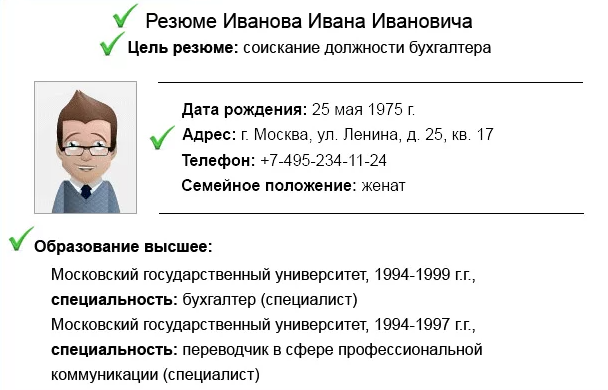 Резюме Иванова Ивана Ивановича
Цель резюме: соискание должности бухгалтера
Дата рождения: 25 мая 1975 г.
Адрес: г. Москва, ул. Ленина, д. 25, кв. 17
Телефон: +7-495-234-11-24
Семейное положение: женат
Образование высшее:
Московский государственный университет, 1994-1999 г.г.,
специальность: бухгалтер (специалист)
Московский государственный университет, 1994-1997 г.г.,
специальность: переводчик в сфере профессиональной
коммуникации (специалист)